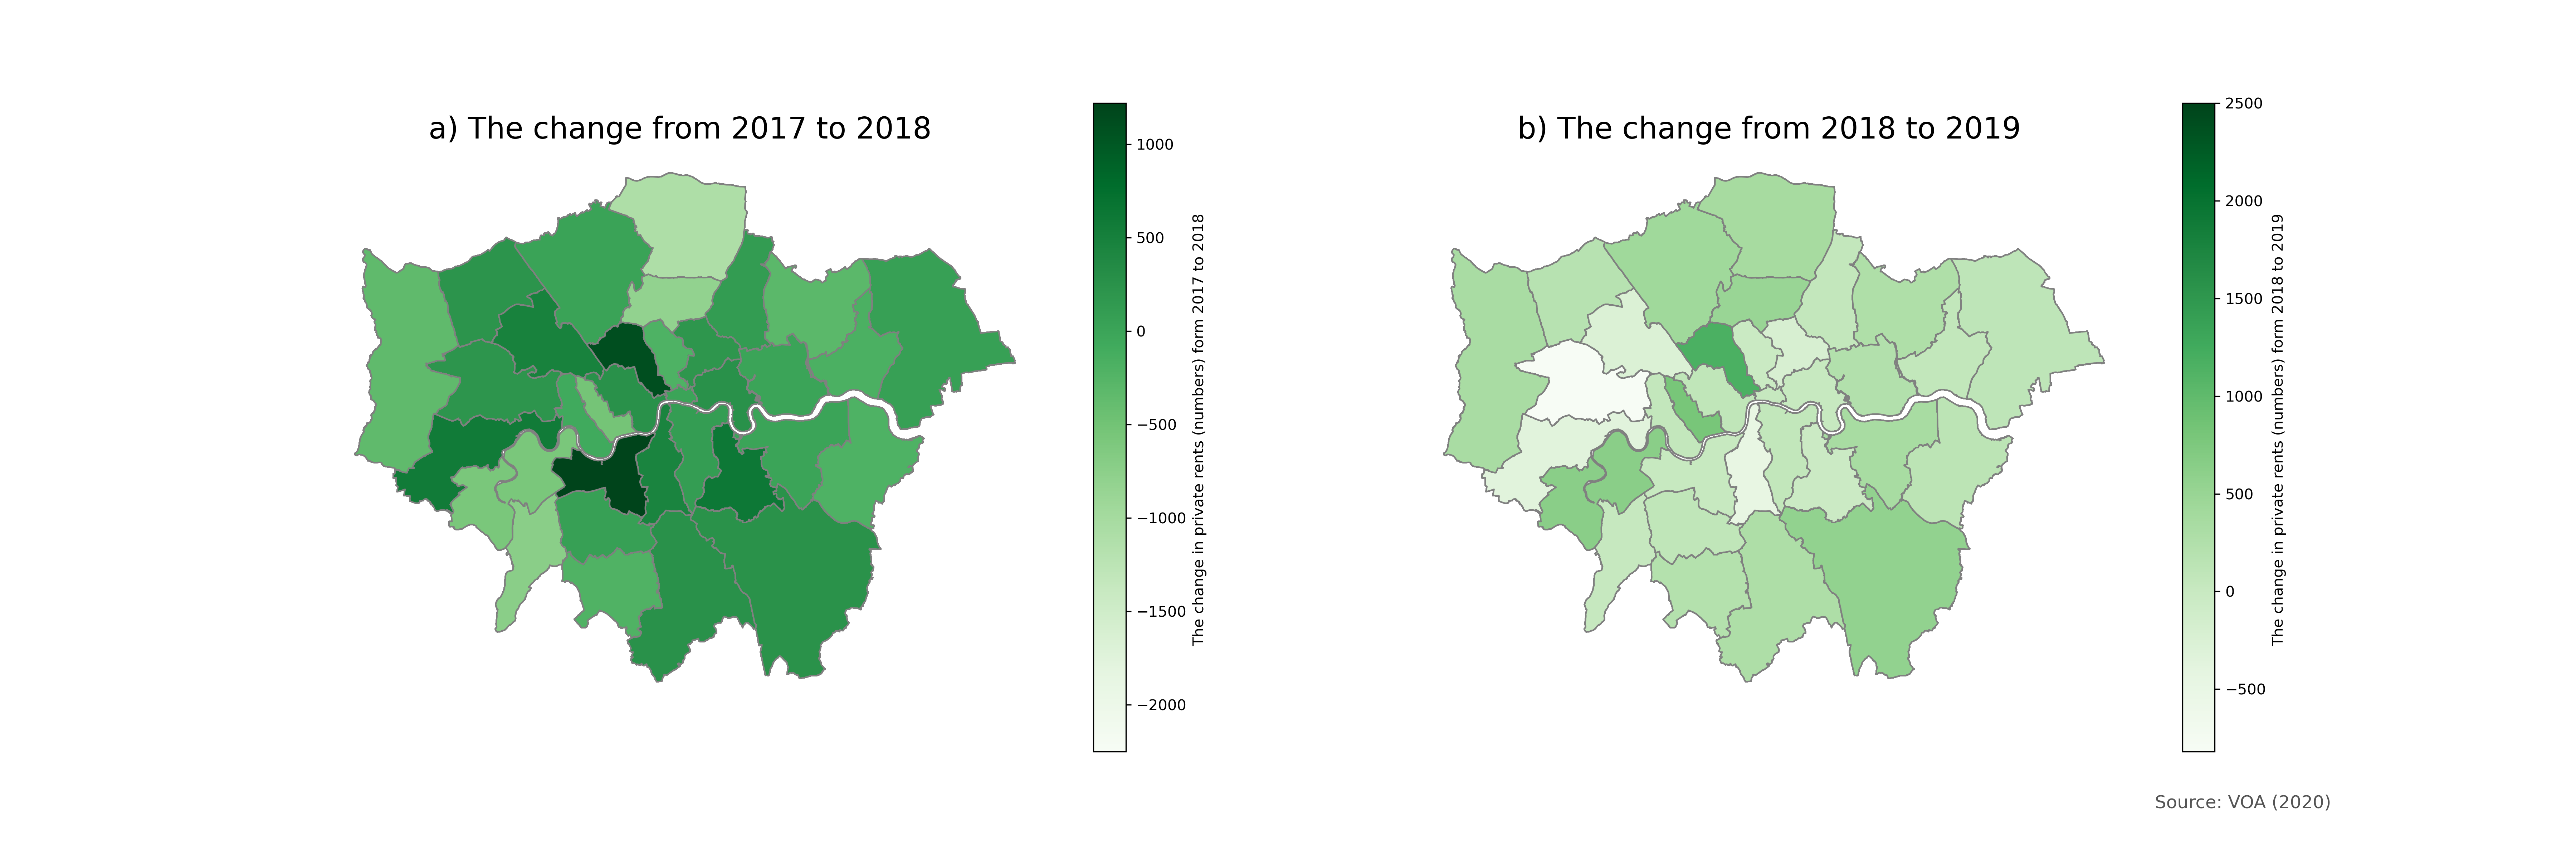 a) The change from 2017 to 2018
1000
500
0
−500
−1000
−1500
−2000
The change in private rents (numbers) form 2017 to 2018
b) The change from 2018 to 2019
2500
2000
1500
1000
500
0
−500
The change in private rents (numbers) form 2018 to 2019
Source: VOA (2020)